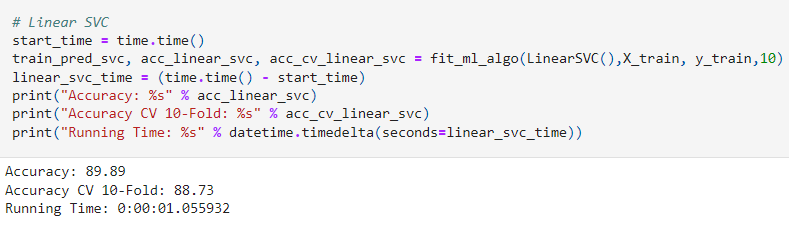 # Linear SVC
start_time = time.time()
train_pred_svc, acc_linear_svc, acc_cv_linear_svc = fit_ml_algo(LinearSVC(),X_train, y_train,10)
linear_svc_time = (time.time() - start_time)
print("Accuracy: %s" % acc_linear_svc)
print("Accuracy CV 10-Fold: %s" % acc_cv_linear_svc)
print("Running Time: %s" % datetime.timedelta(seconds=linear_svc_time))
Accuracy: 89.89
Accuracy CV 10-Fold: 88.73
Running Time: 0:00:01.055932